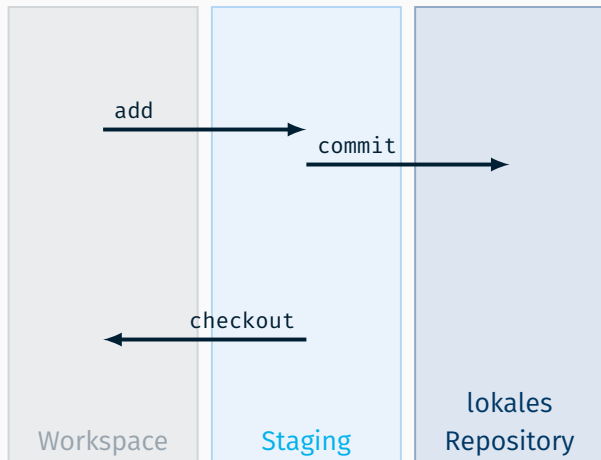 add
commit
checkout
Workspace
Staging
lokales
Repository